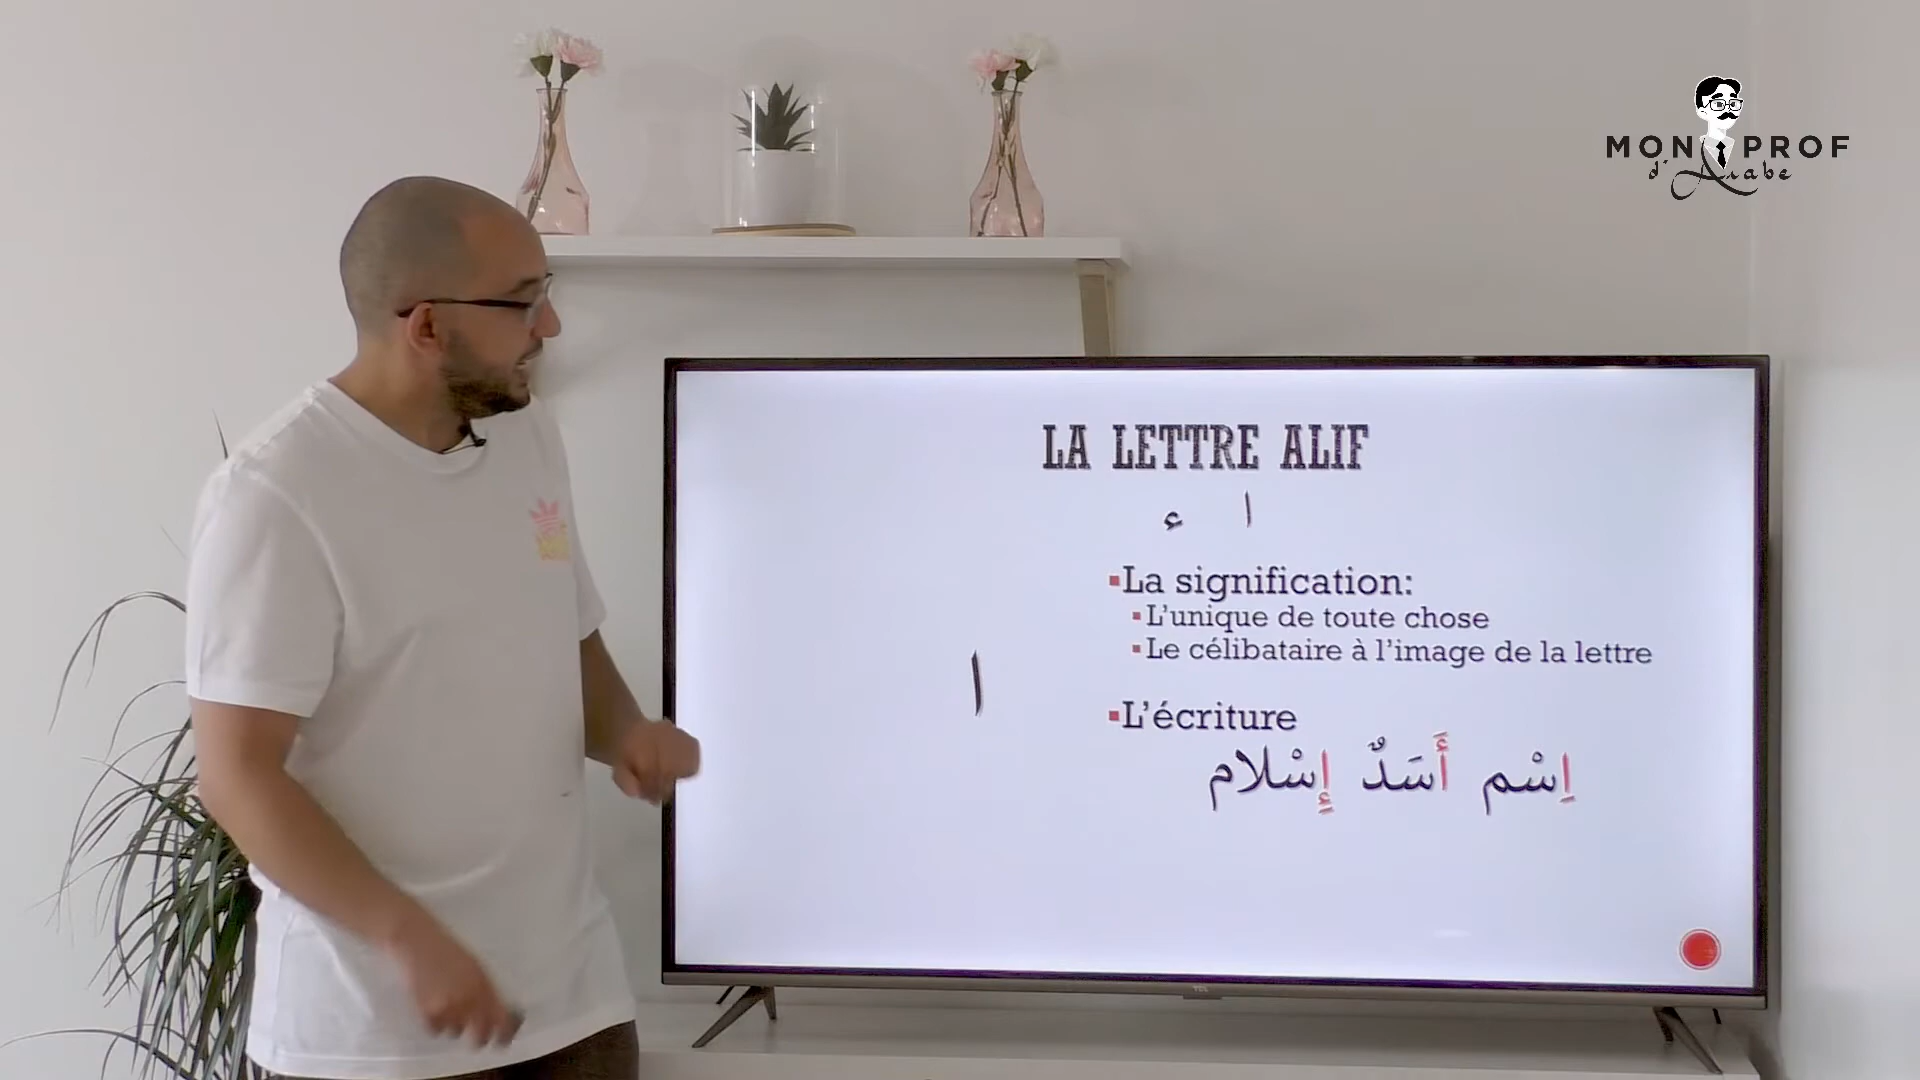 MON PROF
d'Arabe
LA LETTRE ALIF
ا ء
▪La signification:
▪L'unique de toute chose
▪Le célibataire à l'image de la lettre
ا
▪L'écriture
اِسْم أَسَدٌ إِسْلام
TCL